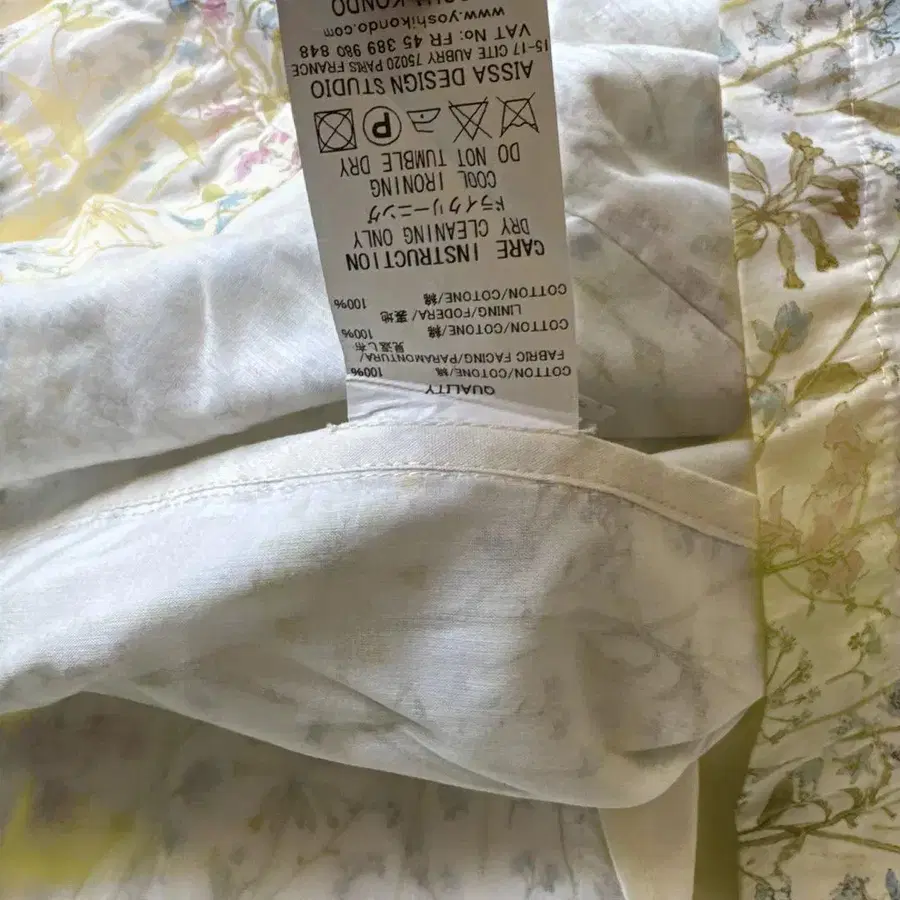 QUALITY
COTTON/COTONE/綿 100%
FABRIC FACING/PARAMONTURA/
見返し布
COTTON/COTONE/綿 100%
LINING/FODERA/裏地
COTTON/COTONE/綿 100%
CARE INSTRUCTION
DRY CLEANING ONLY
ドライクリーニング
COOL IRONING
DO NOT TUMBLE DRY
P
AISSA DESIGN STUDIO
15-17 CITE AUBRY 75020 PARIS FRANCE
VAT No: FR 45 389 980 848
www.yoshikondo.com
KONDO